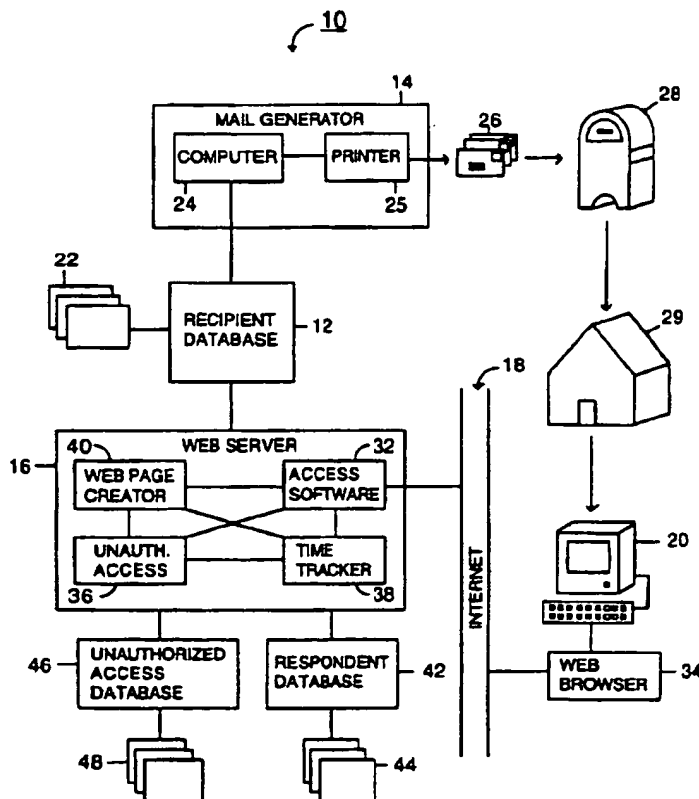 10
14
MAIL GENERATOR
COMPUTER
PRINTER
24
25
26
28
22
RECIPIENT
DATABASE
12
29
18
WEB SERVER
16
40
32
WEB PAGE
CREATOR
ACCESS
SOFTWARE
UNAUTH.
ACCESS
TIME
TRACKER
36
38
INTERNET
20
46
UNAUTHORIZED
ACCESS
DATABASE
RESPONDENT
DATABASE
42
WEB
BROWSER
34
48
44